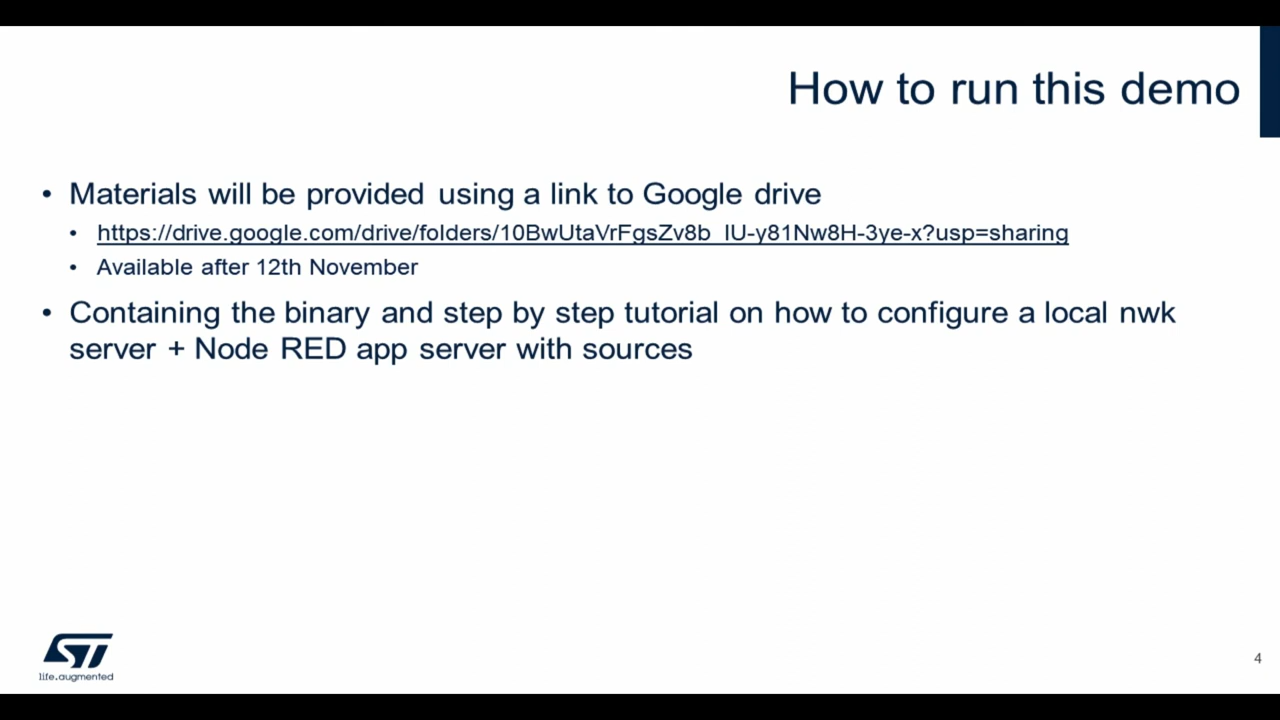 How to run this demo
• Materials will be provided using a link to Google drive
• https://drive.google.com/drive/folders/10BwUtaVrFgsZv8b_lU-y81Nw8H-3ye-x?usp=sharing
• Available after 12th November
• Containing the binary and step by step tutorial on how to configure a local nwk
server + Node RED app server with sources
ST
life.augmented
4